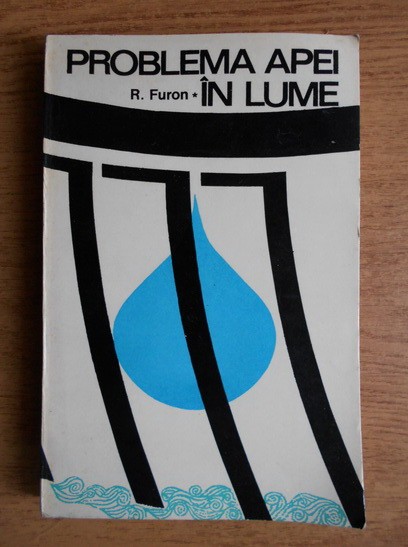 PROBLEMA APEI
R. Furon * ÎN LUME